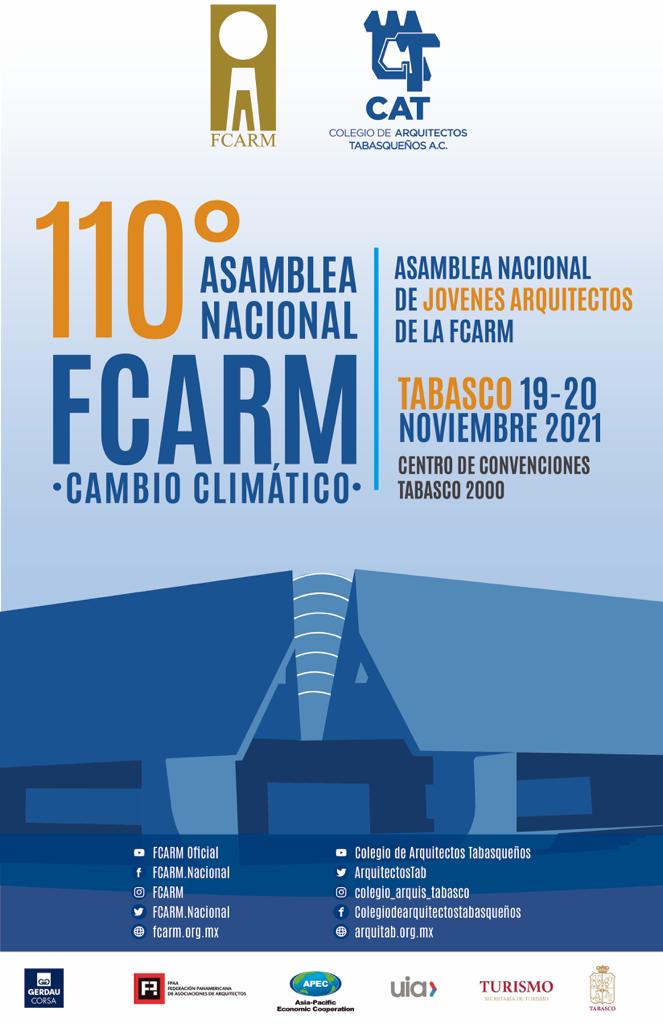 FCARM
CAT
COLEGIO DE ARQUITECTOS
TABASQUEÑOS A.C.
110°
ASAMBLEA
NACIONAL
FCARM
•CAMBIO CLIMÁTICO•
ASAMBLEA NACIONAL
DE JOVENES ARQUITECTOS
DE LA FCARM
TABASCO 19-20
NOVIEMBRE 2021
CENTRO DE CONVENCIONES
TABASCO 2000
FCARM Oficial
FCARM.Nacional
FCARM
FCARM.Nacional
fcarm.org.mx
Colegio de Arquitectos Tabasqueños
ArquitectosTab
colegio_arquis_tabasco
Colegiodearquitectostabasqueños
arquitab.org.mx
GERDAU
CORSA
FPAA
FEDERACIÓN PANAMERICANA
DE ASOCIACIONES DE ARQUITECTOS
APEC
Asia-Pacific
Economic Cooperation
uia
TURISMO
SECRETARÍA DE TURISMO
TABASCO